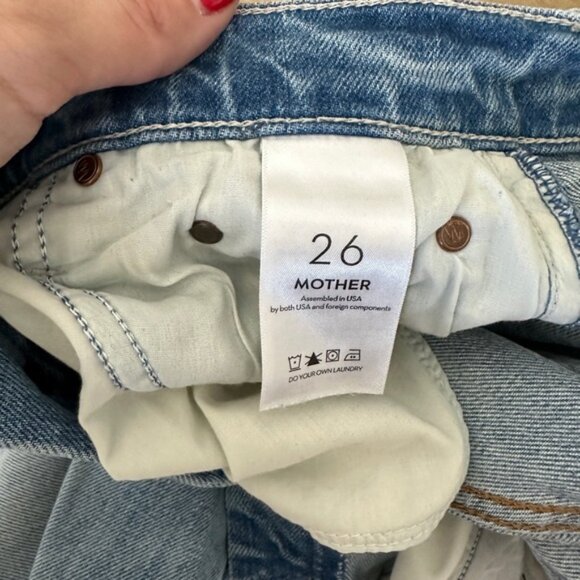 26
MOTHER
Assembled in USA
by both USA and foreign components
DO YOUR OWN LAUNDRY